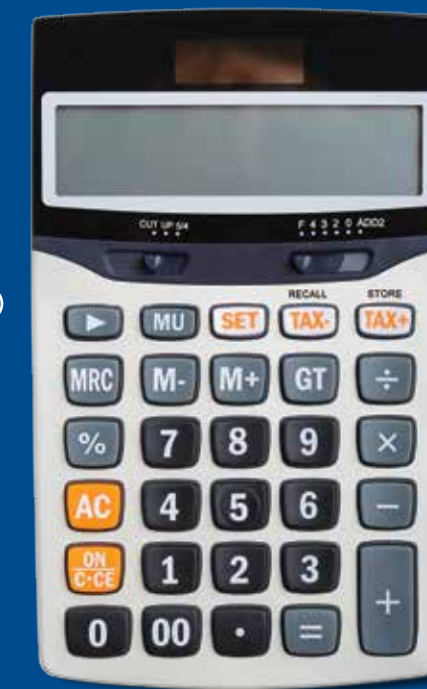 CUT UP 5/4 F 4 3 2 0 ADD2
RECALL STORE
▶ MU SET TAX- TAX+
MRC M- M+ GT ÷
% 7 8 9 ×
AC 4 5 6 −
ON
C·CE 1 2 3 +
0 00 · =